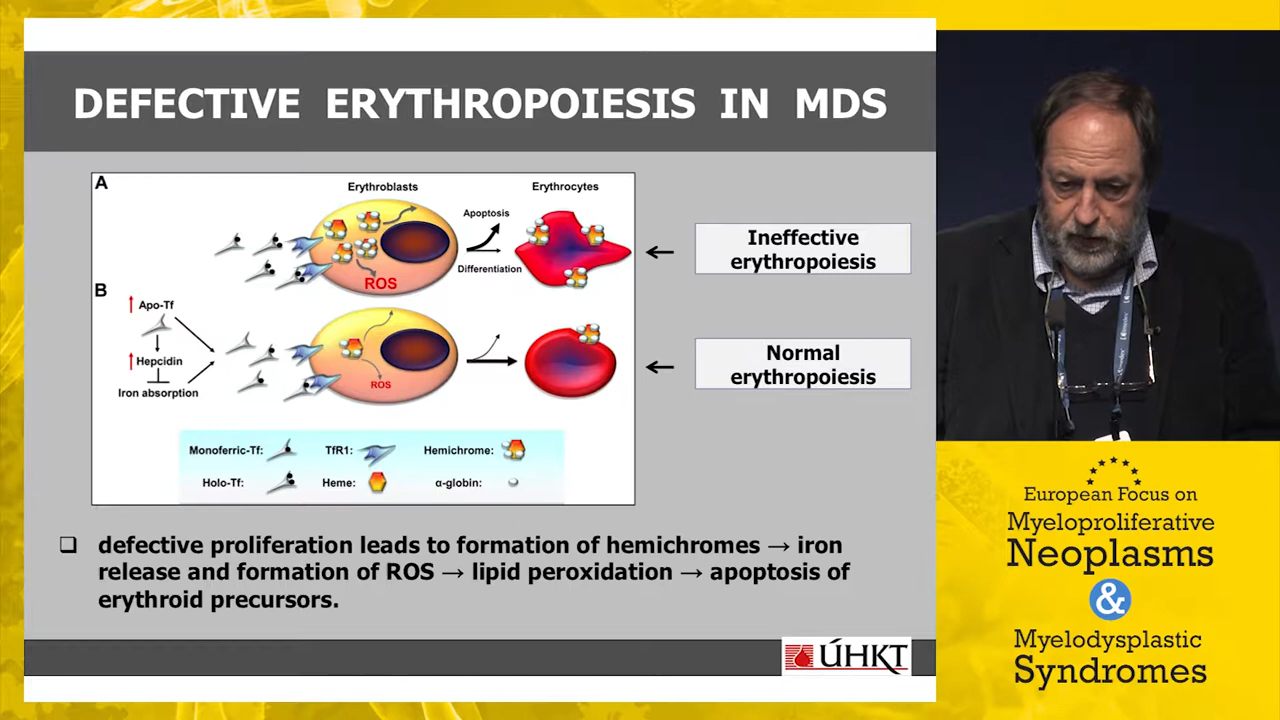 DEFECTIVE ERYTHROPOIESIS IN MDS
A
Erythroblasts
Erythrocytes
Apoptosis
Differentiation
ROS
Ineffective
erythropoiesis
B
Apo-Tf
Hepcidin
Iron absorption
ROS
Normal
erythropoiesis
Monoferric-Tf:
TfR1:
Hemichrome:
Holo-Tf:
Heme:
α-globin:
❑ defective proliferation leads to formation of hemichromes → iron
release and formation of ROS → lipid peroxidation → apoptosis of
erythroid precursors.
ÚHKT
European Focus on
Myeloproliferative
Neoplasms
&
Myelodysplastic
Syndromes